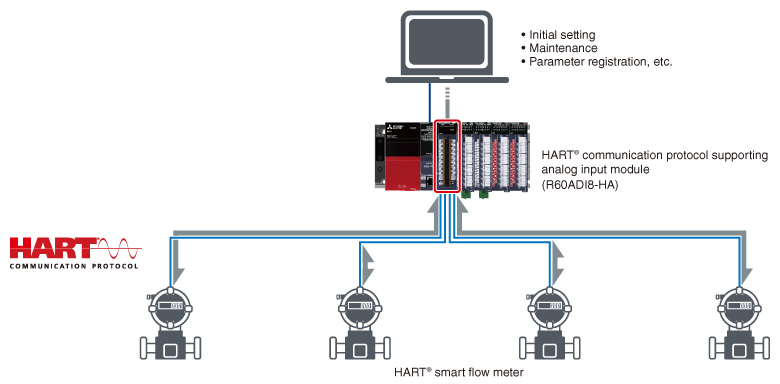 • Initial setting
• Maintenance
• Parameter registration, etc.
HART® communication protocol supporting
analog input module
(R60ADI8-HA)
HART
COMMUNICATION PROTOCOL
HART® smart flow meter